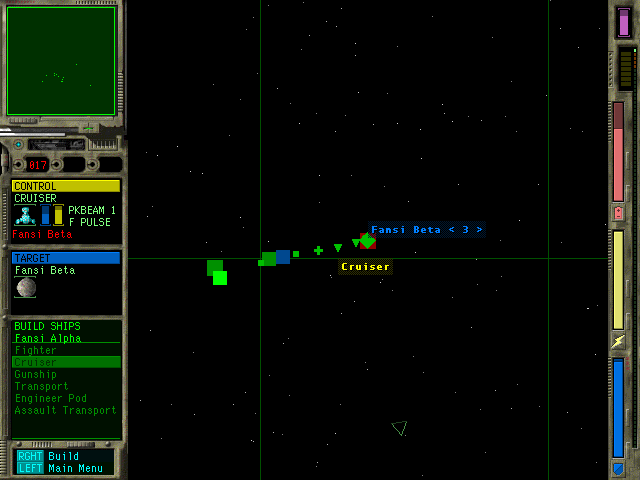 017
CONTROL
CRUISER
PKBEAM 1
F PULSE
Fansi Beta
TARGET
Fansi Beta
BUILD SHIPS
Fansi Alpha
Fighter
Cruiser
Gunship
Transport
Engineer Pod
Assault Transport
RGHT Build
LEFT Main Menu
Fansi Beta < 3 >
Cruiser